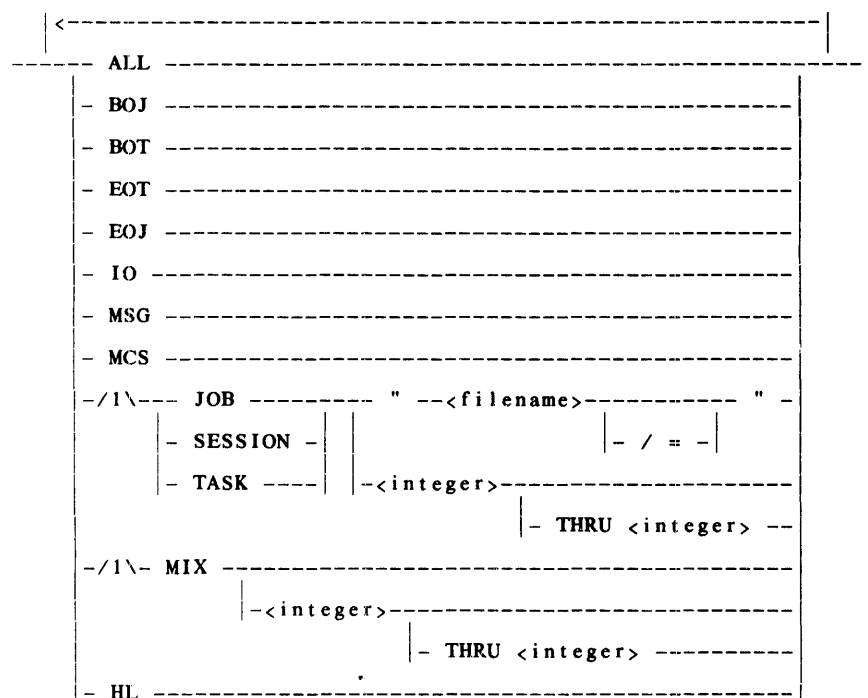 ALL
BOJ
BOT
EOT
EOJ
IO
MSG
MCS
/1\ JOB " <filename> "
SESSION / =
TASK <integer>
THRU <integer>
/1\ MIX
<integer>
THRU <integer>
HL